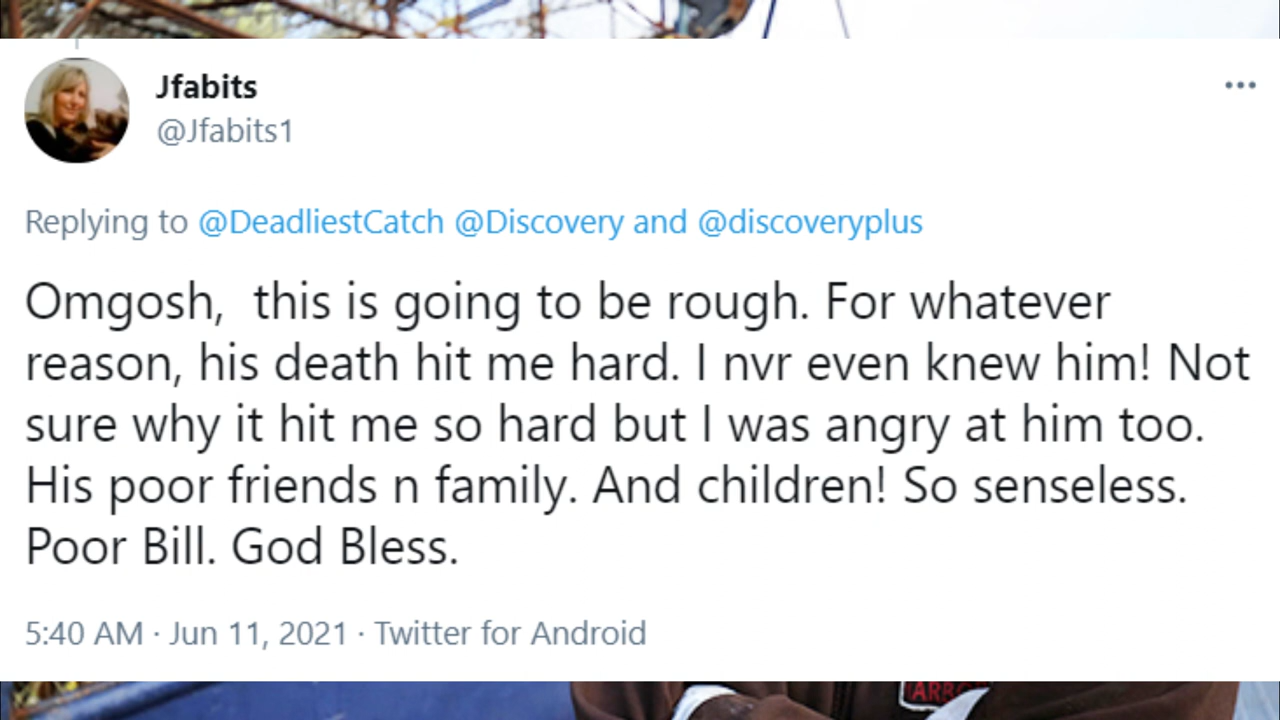 Jfabits
@Jfabits1
Replying to @DeadliestCatch @Discovery and @discoveryplus
Omgosh,  this is going to be rough. For whatever
reason, his death hit me hard. I nvr even knew him! Not
sure why it hit me so hard but I was angry at him too.
His poor friends n family. And children! So senseless.
Poor Bill. God Bless.
5:40 AM · Jun 11, 2021 · Twitter for Android